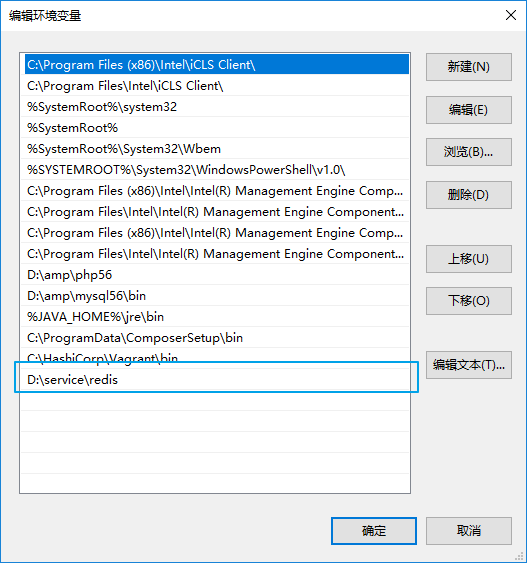 编辑环境变量
C:\Program Files (x86)\Intel\iCLS Client\
C:\Program Files\Intel\iCLS Client\
%SystemRoot%\system32
%SystemRoot%
%SystemRoot%\System32\Wbem
%SYSTEMROOT%\System32\WindowsPowerShell\v1.0\
C:\Program Files (x86)\Intel\Intel(R) Management Engine Comp...
C:\Program Files\Intel\Intel(R) Management Engine Component...
C:\Program Files (x86)\Intel\Intel(R) Management Engine Comp...
C:\Program Files\Intel\Intel(R) Management Engine Component...
D:\amp\php56
D:\amp\mysql56\bin
%JAVA_HOME%\jre\bin
C:\ProgramData\ComposerSetup\bin
C:\HashiCorp\Vagrant\bin
D:\service\redis
新建(N)
编辑(E)
浏览(B)...
删除(D)
上移(U)
下移(O)
编辑文本(T)...
确定
取消